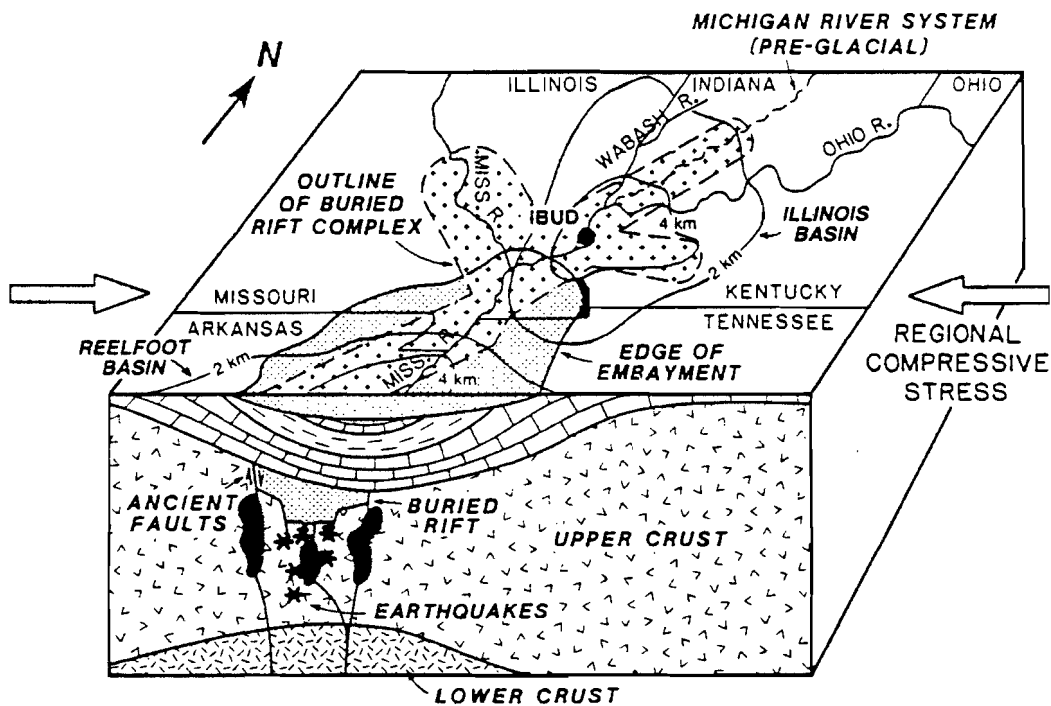 MICHIGAN RIVER SYSTEM
(PRE-GLACIAL)
N
ILLINOIS
INDIANA
OHIO
WABASH R.
OHIO R.
MISS. R.
OUTLINE
OF BURIED
RIFT COMPLEX
IBUD
4 km
2 km
ILLINOIS
BASIN
MISSOURI
KENTUCKY
ARKANSAS
TENNESSEE
REELFOOT
BASIN
2 km
MISS. R.
4 km
EDGE OF
EMBAYMENT
REGIONAL
COMPRESSIVE
STRESS
ANCIENT
FAULTS
BURIED
RIFT
UPPER CRUST
EARTHQUAKES
LOWER CRUST